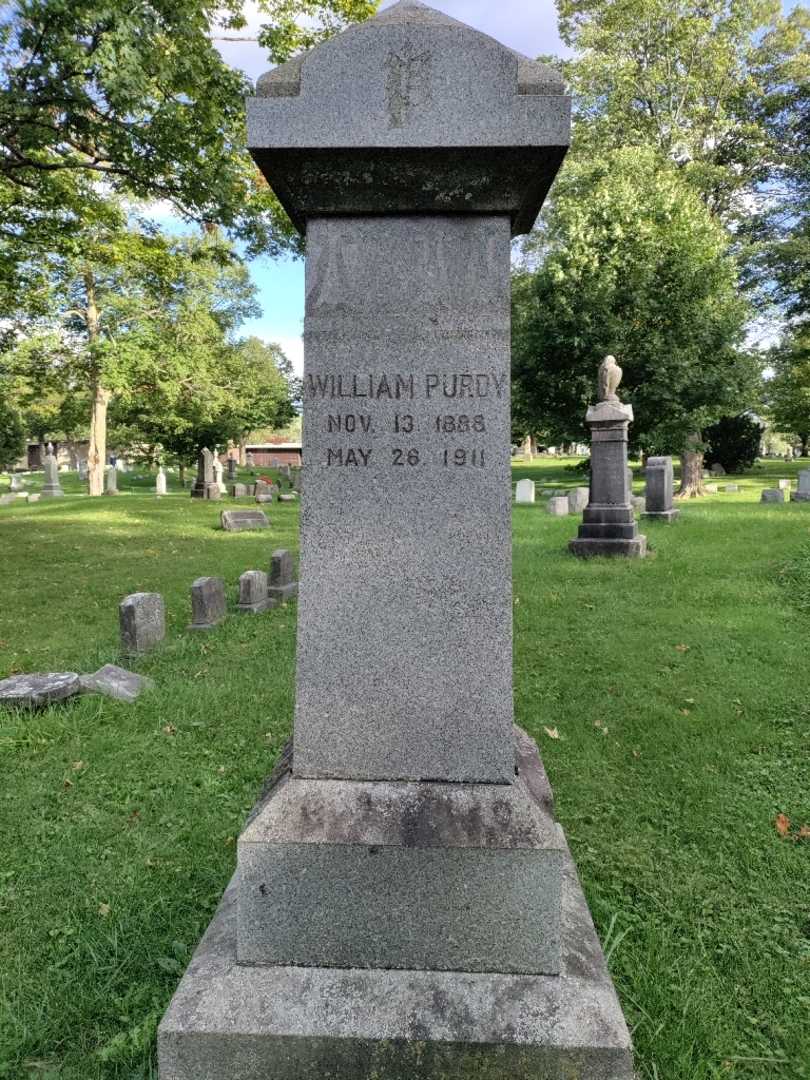 WILLIAM PURDY
NOV. 13. 1888
MAY 26. 1911